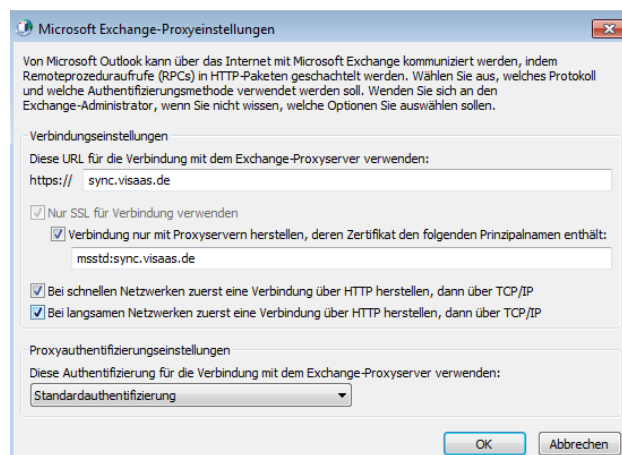 Microsoft Exchange-Proxyeinstellungen
Von Microsoft Outlook kann über das Internet mit Microsoft Exchange kommuniziert werden, indem
Remoteprozeduraufrufe (RPCs) in HTTP-Paketen geschachtelt werden. Wählen Sie aus, welches Protokoll
und welche Authentifizierungsmethode verwendet werden soll. Wenden Sie sich an den
Exchange-Administrator, wenn Sie nicht wissen, welche Optionen Sie auswählen sollen.
Verbindungseinstellungen
Diese URL für die Verbindung mit dem Exchange-Proxyserver verwenden:
https:// sync.visaas.de
Nur SSL für Verbindung verwenden
Verbindung nur mit Proxyservern herstellen, deren Zertifikat den folgenden Prinzipalnamen enthält:
msstd:sync.visaas.de
Bei schnellen Netzwerken zuerst eine Verbindung über HTTP herstellen, dann über TCP/IP
Bei langsamen Netzwerken zuerst eine Verbindung über HTTP herstellen, dann über TCP/IP
Proxyauthentifizierungseinstellungen
Diese Authentifizierung für die Verbindung mit dem Exchange-Proxyserver verwenden:
Standardauthentifizierung
OK Abbrechen